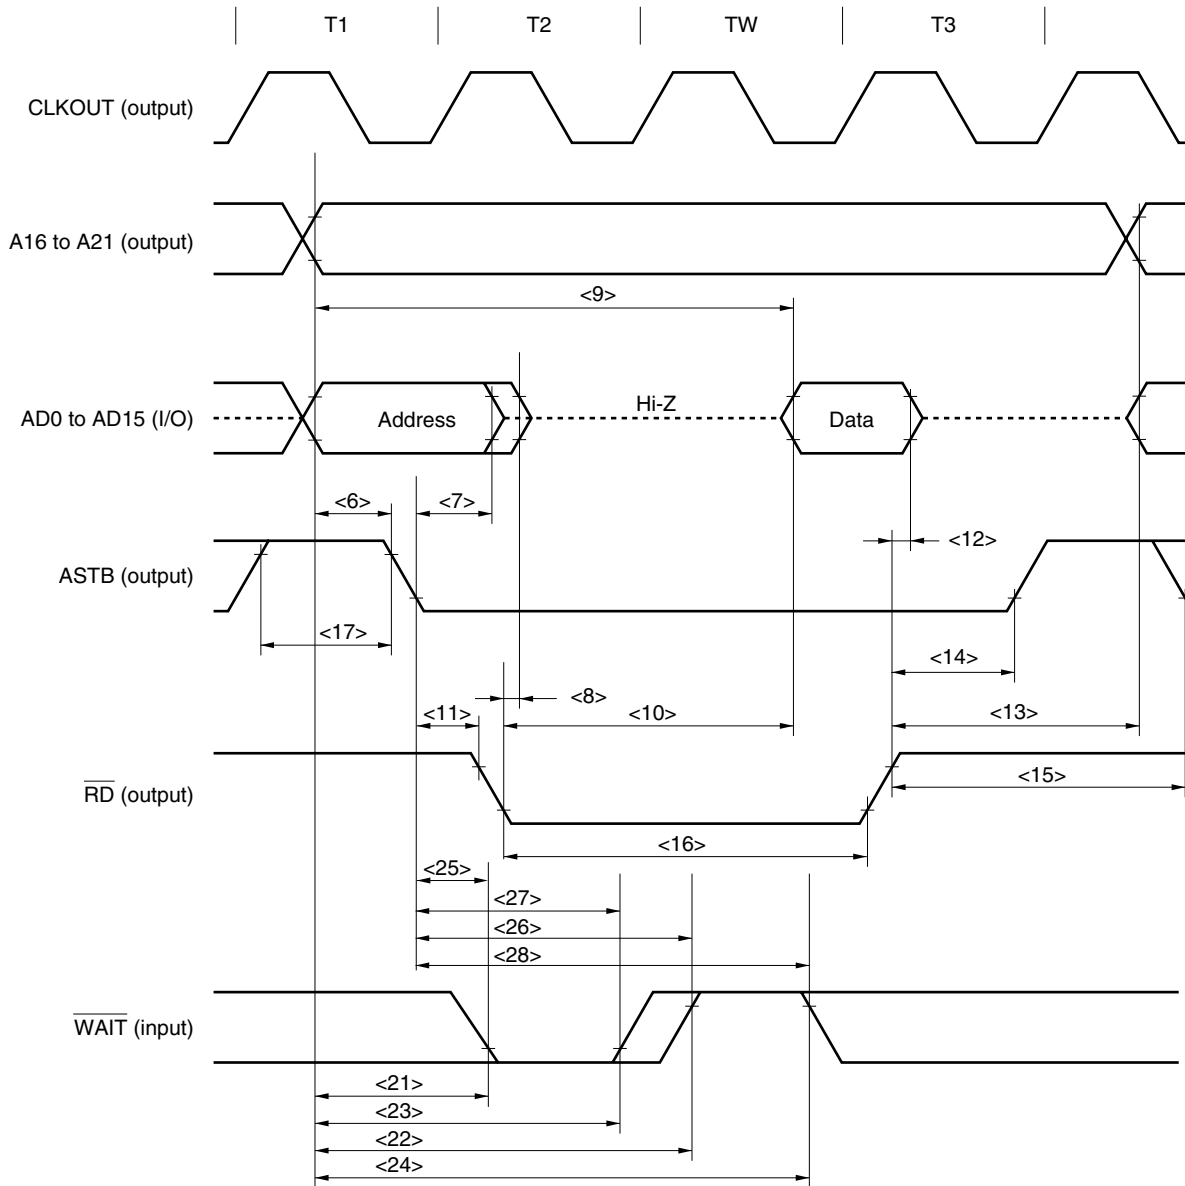 T1 T2 TW T3
CLKOUT (output)
A16 to A21 (output)
<9>
AD0 to AD15 (I/O)
Address
Hi-Z
Data
<6>
<7>
<12>
ASTB (output)
<17>
<14>
<8>
<11>
<10>
<13>
<15>
RD (output)
<16>
<25>
<27>
<26>
<28>
WAIT (input)
<21>
<23>
<22>
<24>